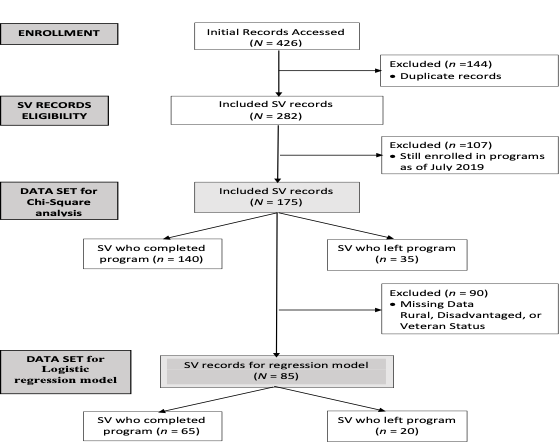 ENROLLMENT
Initial Records Accessed
(N = 426)
Excluded (n =144)
• Duplicate records
SV RECORDS
ELIGIBILITY
Included SV records
(N = 282)
Excluded (n =107)
• Still enrolled in programs
as of July 2019
DATA SET for
Chi-Square
analysis
Included SV records
(N = 175)
SV who completed
program (n = 140)
SV who left program
(n = 35)
Excluded (n = 90)
• Missing Data
Rural, Disadvantaged, or
Veteran Status
DATA SET for
Logistic
regression model
SV records for regression model
(N = 85)
SV who completed
program (n = 65)
SV who left program
(n = 20)